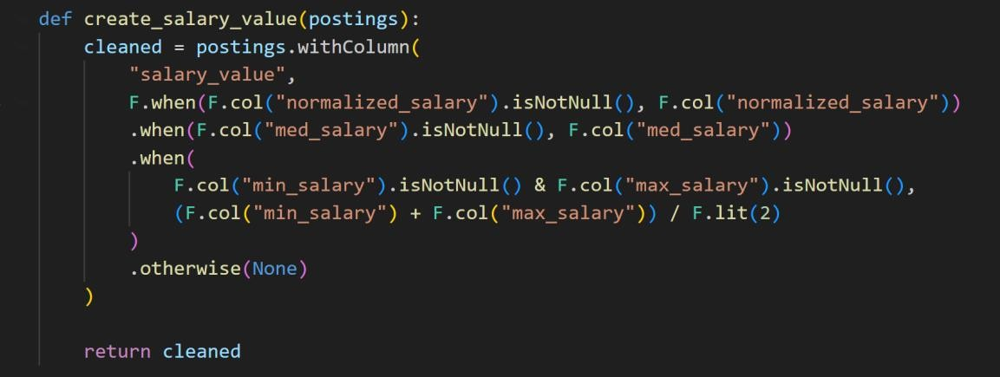 def create_salary_value(postings):
    cleaned = postings.withColumn(
        "salary_value",
        F.when(F.col("normalized_salary").isNotNull(), F.col("normalized_salary"))
        .when(F.col("med_salary").isNotNull(), F.col("med_salary"))
        .when(
            F.col("min_salary").isNotNull() & F.col("max_salary").isNotNull(),
            (F.col("min_salary") + F.col("max_salary")) / F.lit(2)
        )
        .otherwise(None)
    )

    return cleaned